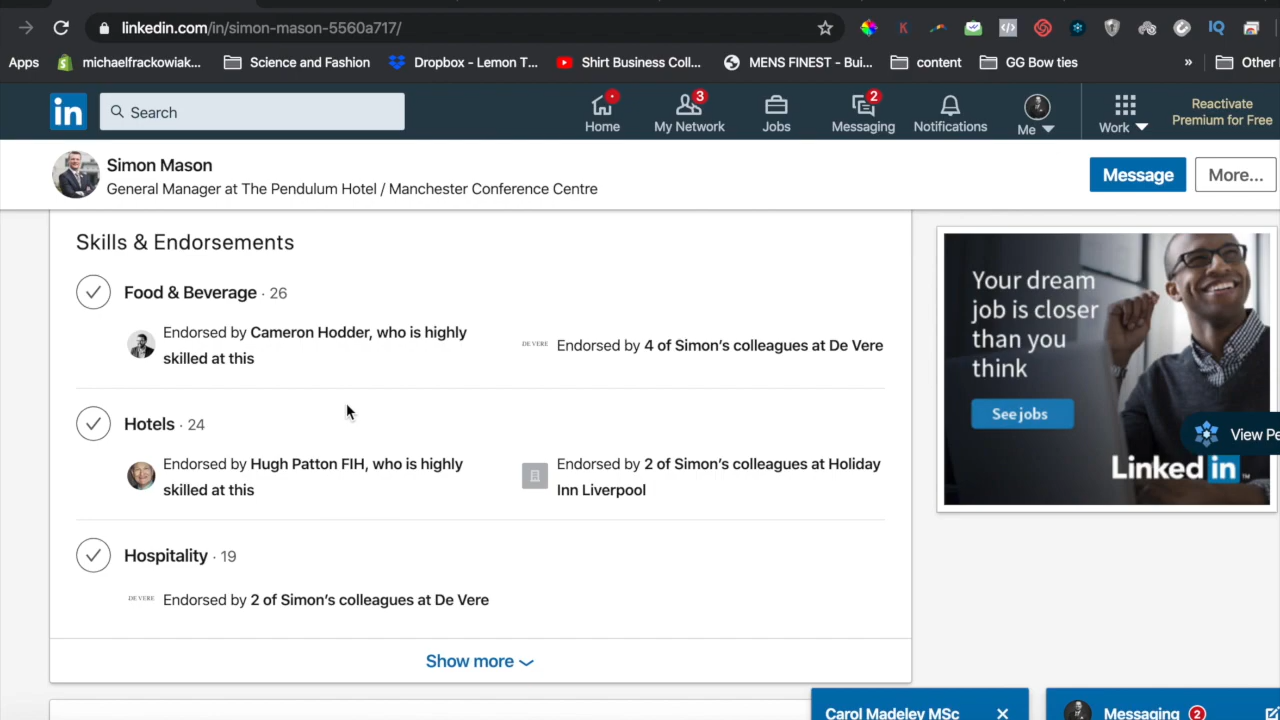 linkedin.com/in/simon-mason-5560a717/
K
IQ
Apps
michaelfrackowiak...
Science and Fashion
Dropbox - Lemon T...
Shirt Business Coll...
MENS FINEST - Bui...
content
GG Bow ties
»
Other
in
Search
Home
3
My Network
Jobs
2
Messaging
Notifications
Me
Work
Reactivate
Premium for Free
Simon Mason
General Manager at The Pendulum Hotel / Manchester Conference Centre
Message
More...
Skills & Endorsements
Food & Beverage · 26
Endorsed by Cameron Hodder, who is highly
skilled at this
DE VERE
Endorsed by 4 of Simon's colleagues at De Vere
Hotels · 24
Endorsed by Hugh Patton FIH, who is highly
skilled at this
Endorsed by 2 of Simon's colleagues at Holiday
Inn Liverpool
Hospitality · 19
DE VERE
Endorsed by 2 of Simon's colleagues at De Vere
Show more
Your dream
job is closer
than you
think
See jobs
View Pe
Linked in
Carol Madeley MSc
Messaging
2